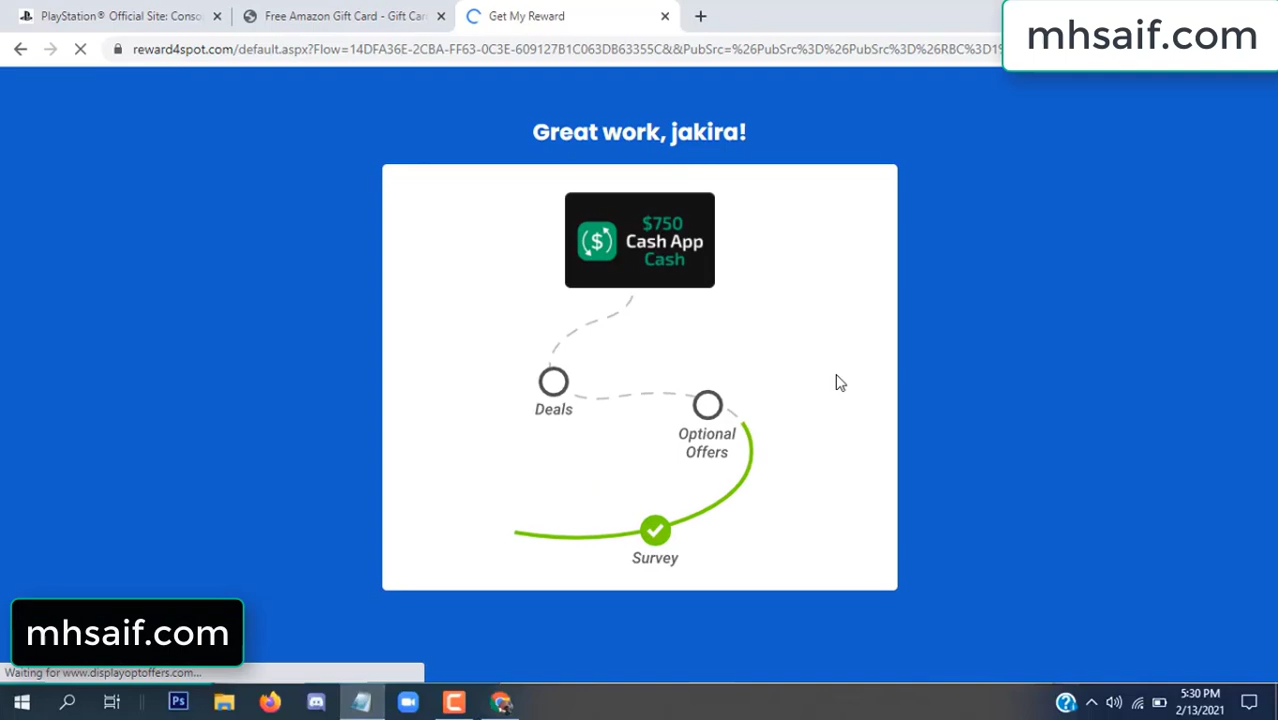 PlayStation® Official Site: Conso
Free Amazon Gift Card - Gift Car
Get My Reward
reward4spot.com/default.aspx?Flow=14DFA36E-2CBA-FF63-0C3E-609127B1C063DB63355C&&PubSrc=%26PubSrc%3D%26PubSrc%3D%26RBC%3D1%
mhsaif.com
Great work, jakira!
$750
Cash App
Cash
Deals
Optional
Offers
Survey
mhsaif.com
Waiting for www.displayoptoffers.com...
Ps
5:30 PM
2/13/2021